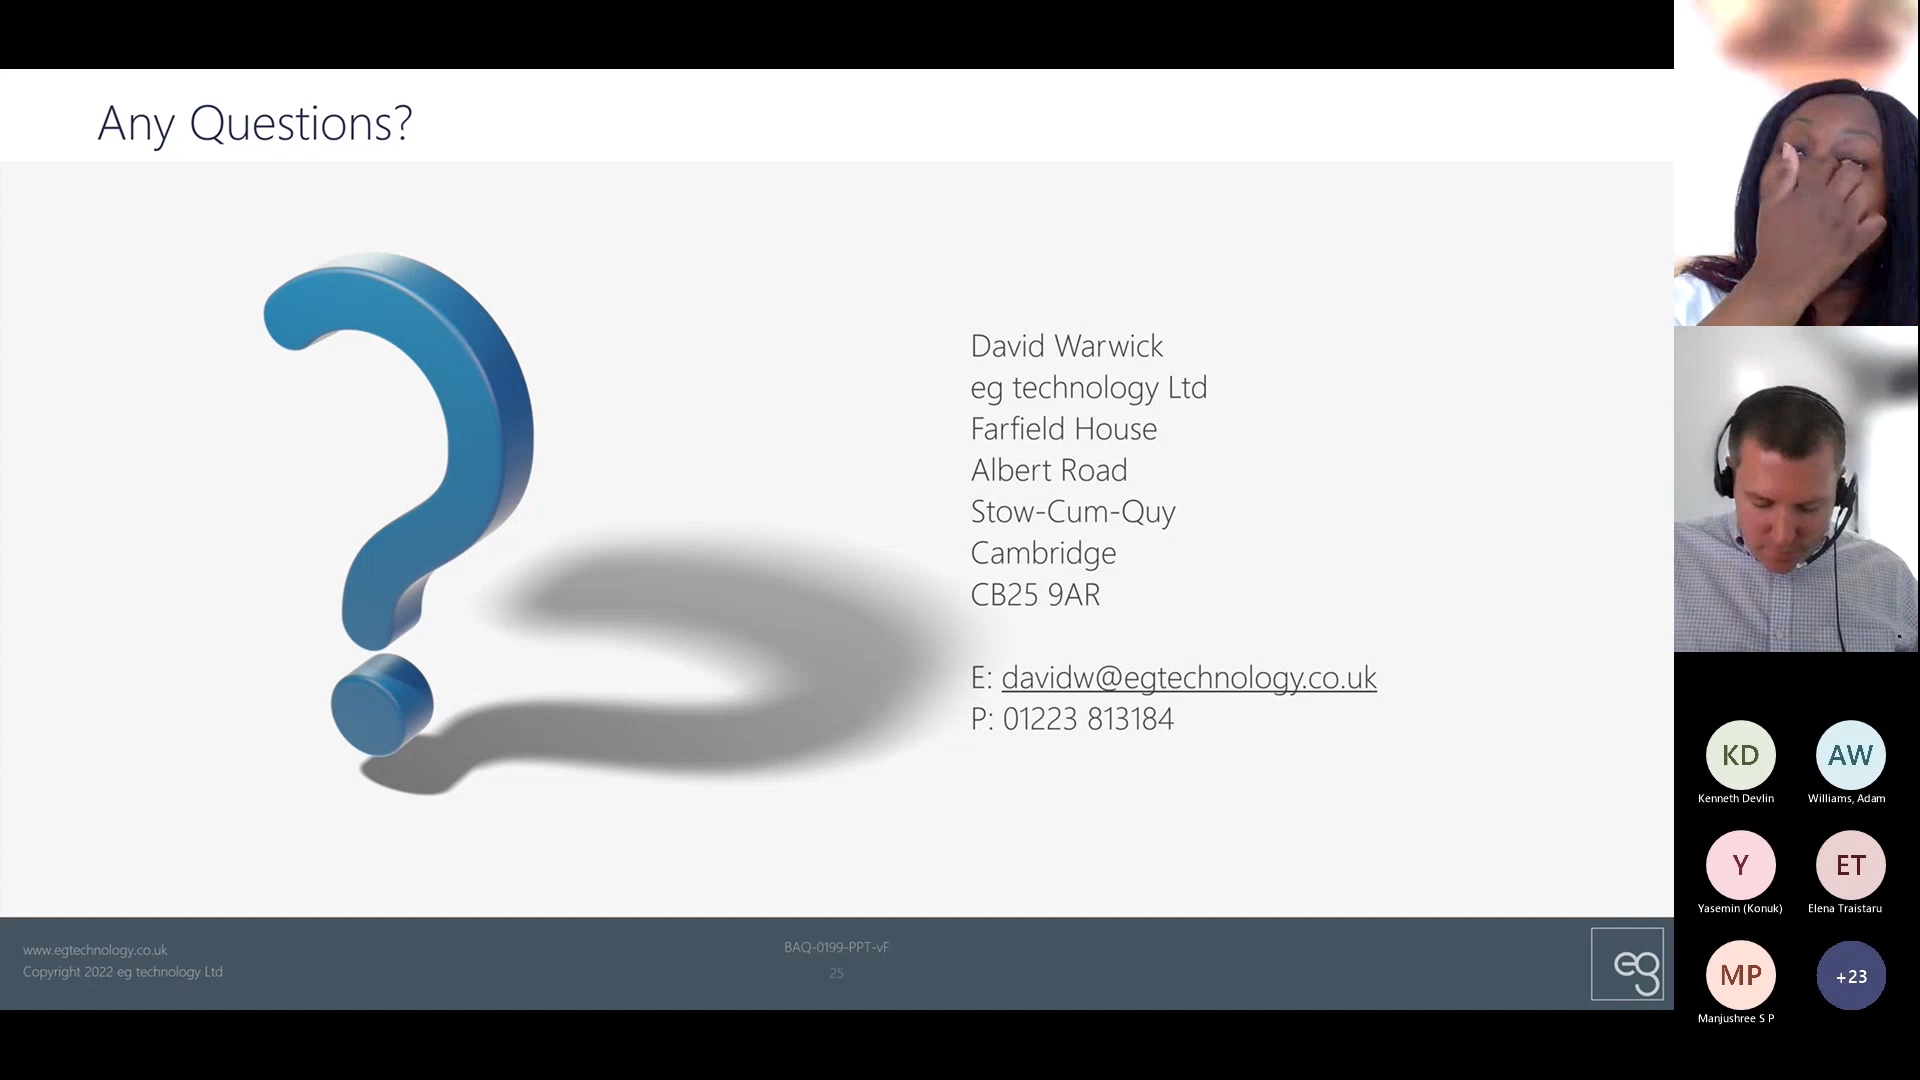 Any Questions?
David Warwick
eg technology Ltd
Farfield House
Albert Road
Stow-Cum-Quy
Cambridge
CB25 9AR
E: davidw@egtechnology.co.uk
P: 01223 813184
www.egtechnology.co.uk
Copyright 2022 eg technology Ltd
BAQ-0199-PPT-vF
25
eg
KD
Kenneth Devlin
AW
Williams, Adam
Y
Yasemin (Konuk)
ET
Elena Traistaru
MP
Manjushree S P
+23